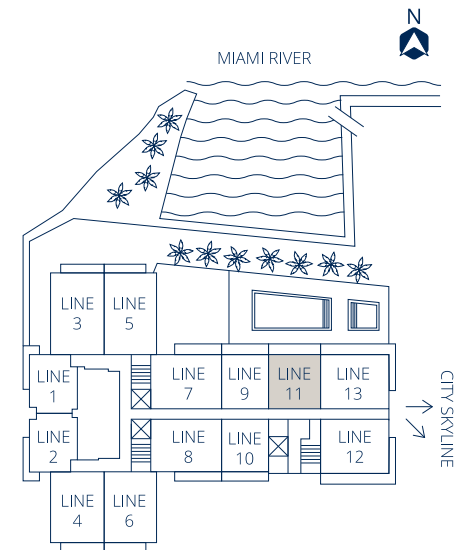 N
MIAMI RIVER
LINE
3
LINE
5
LINE
1
LINE
7
LINE
9
LINE
11
LINE
13
CITY SKYLINE
LINE
2
LINE
8
LINE
10
LINE
12
LINE
4
LINE
6